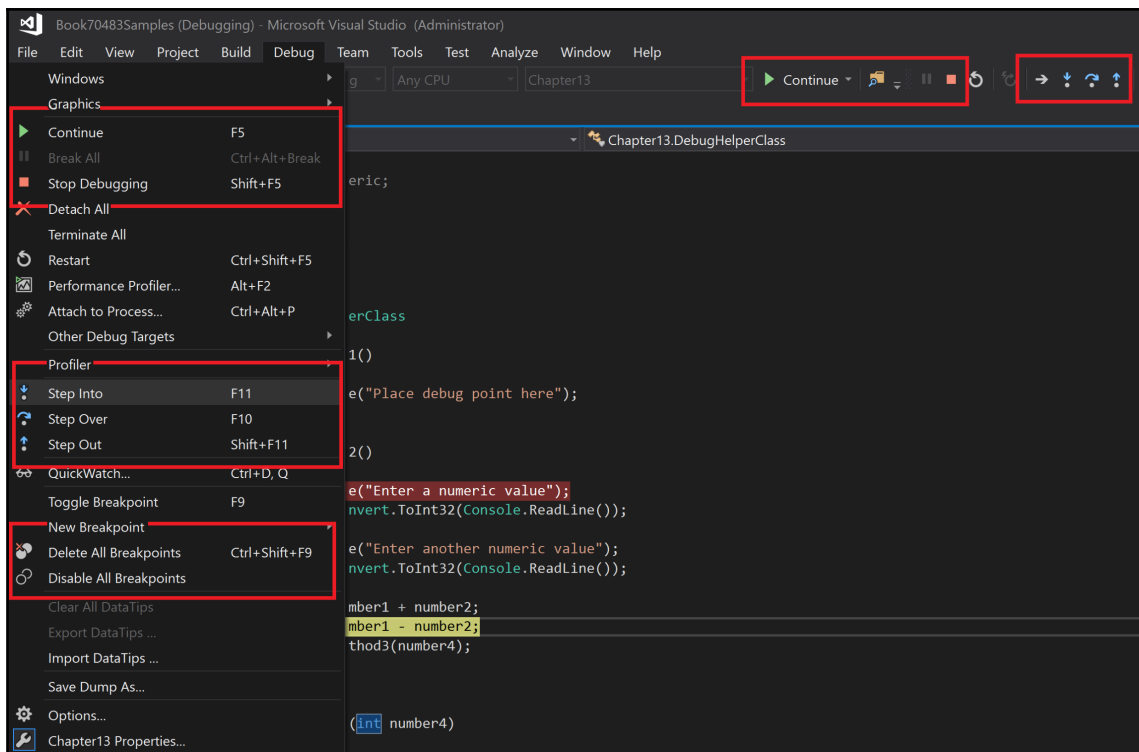 Book70483Samples (Debugging) - Microsoft Visual Studio (Administrator)
File Edit View Project Build Debug Team Tools Test Analyze Window Help
Windows
g Any CPU Chapter13 Continue
Graphics
Continue F5
Chapter13.DebugHelperClass
Break All Ctrl+Alt+Break
Stop Debugging Shift+F5
eric;
Detach All
Terminate All
Restart Ctrl+Shift+F5
Performance Profiler... Alt+F2
Attach to Process... Ctrl+Alt+P
erClass
Other Debug Targets
1()
Profiler
Step Into F11
e("Place debug point here");
Step Over F10
Step Out Shift+F11
2()
QuickWatch... Ctrl+D, Q
e("Enter a numeric value");
Toggle Breakpoint F9
nvert.ToInt32(Console.ReadLine());
New Breakpoint
Delete All Breakpoints Ctrl+Shift+F9
e("Enter another numeric value");
nvert.ToInt32(Console.ReadLine());
Disable All Breakpoints
Clear All DataTips
mber1 + number2;
mber1 - number2;
Export DataTips ...
thod3(number4);
Import DataTips ...
Save Dump As...
Options...
(int number4)
Chapter13 Properties...